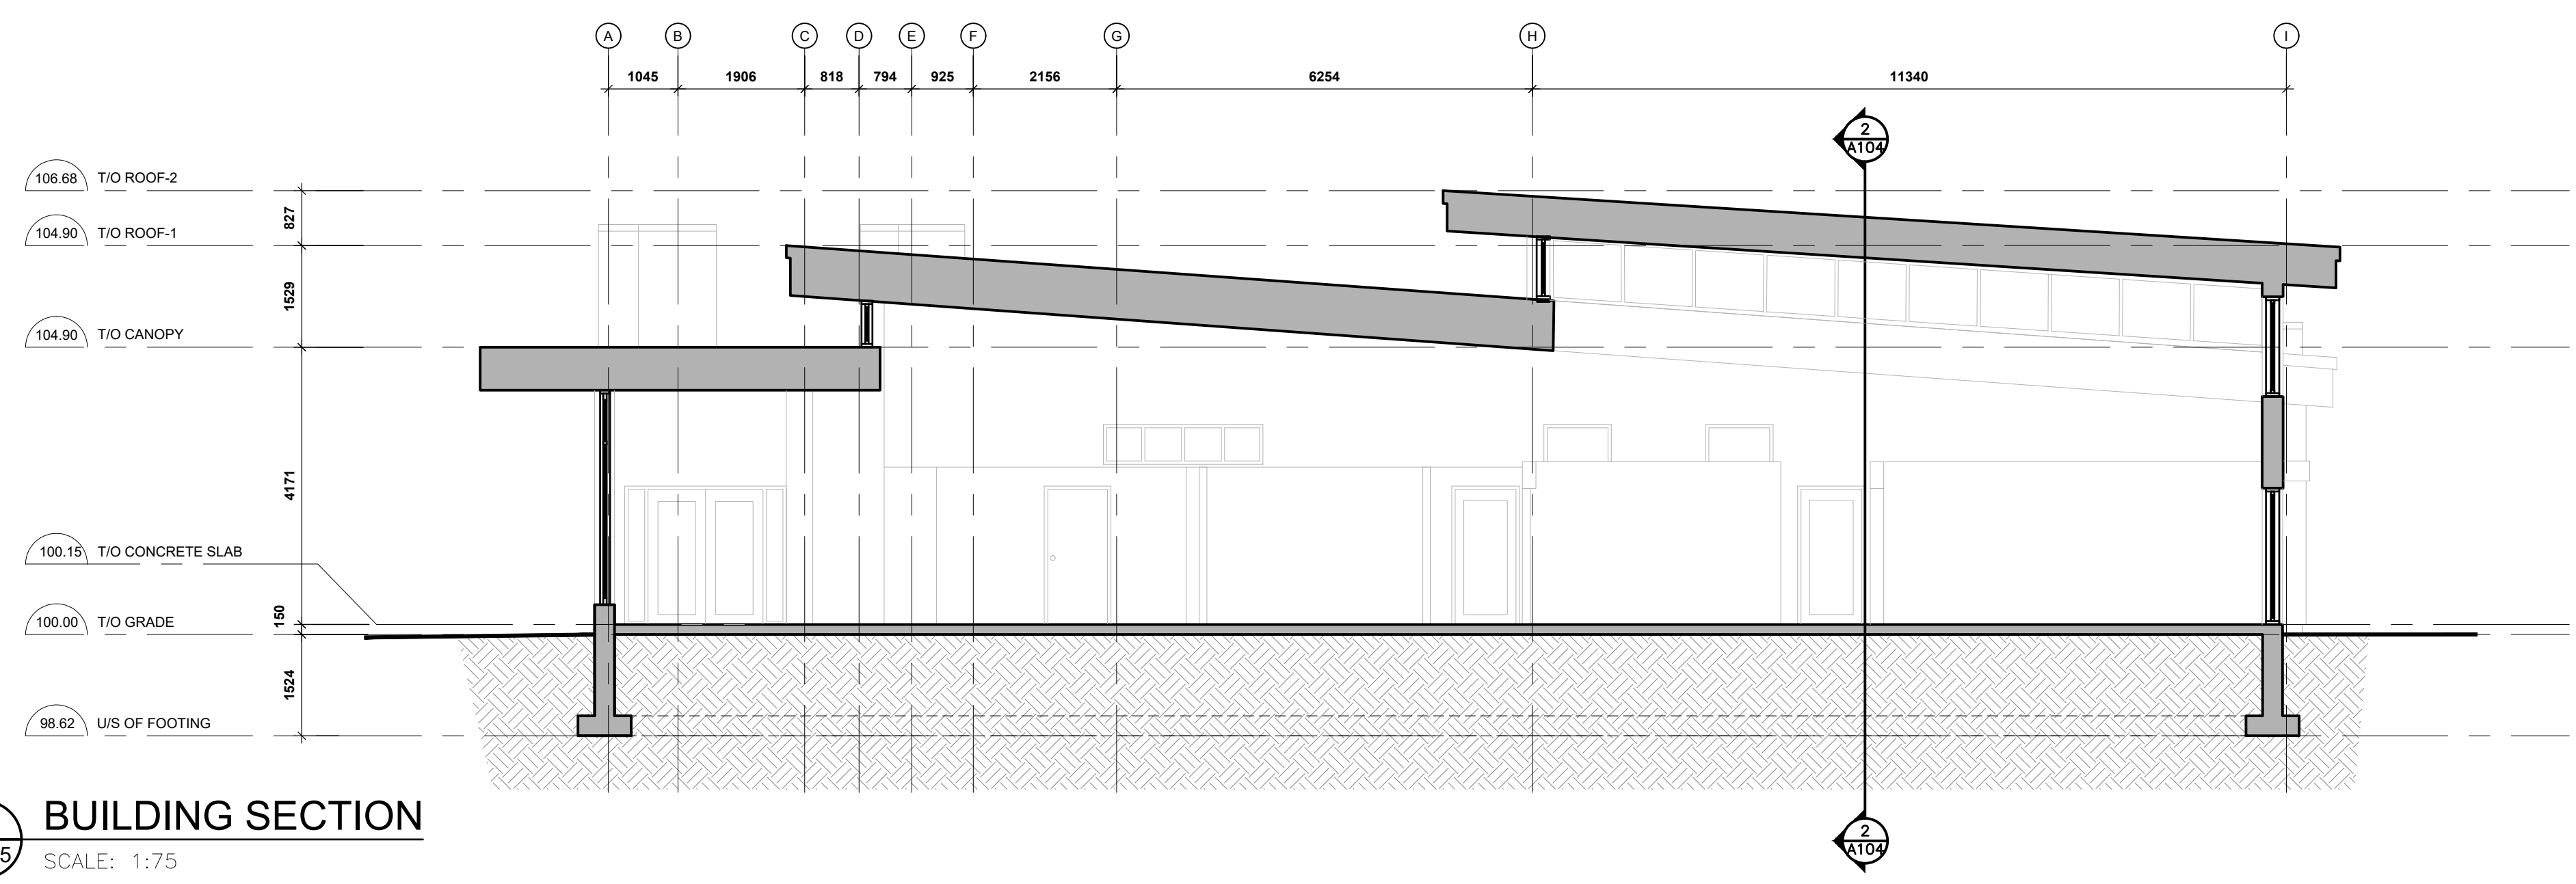 A B C D E F G H I
1045 1906 818 794 925 2156 6254 11340
2
A104
106.68 T/O ROOF-2
827
104.90 T/O ROOF-1
1529
104.90 T/O CANOPY
4171
100.15 T/O CONCRETE SLAB
150
100.00 T/O GRADE
1524
98.62 U/S OF FOOTING
BUILDING SECTION
5
SCALE: 1:75
2
A104